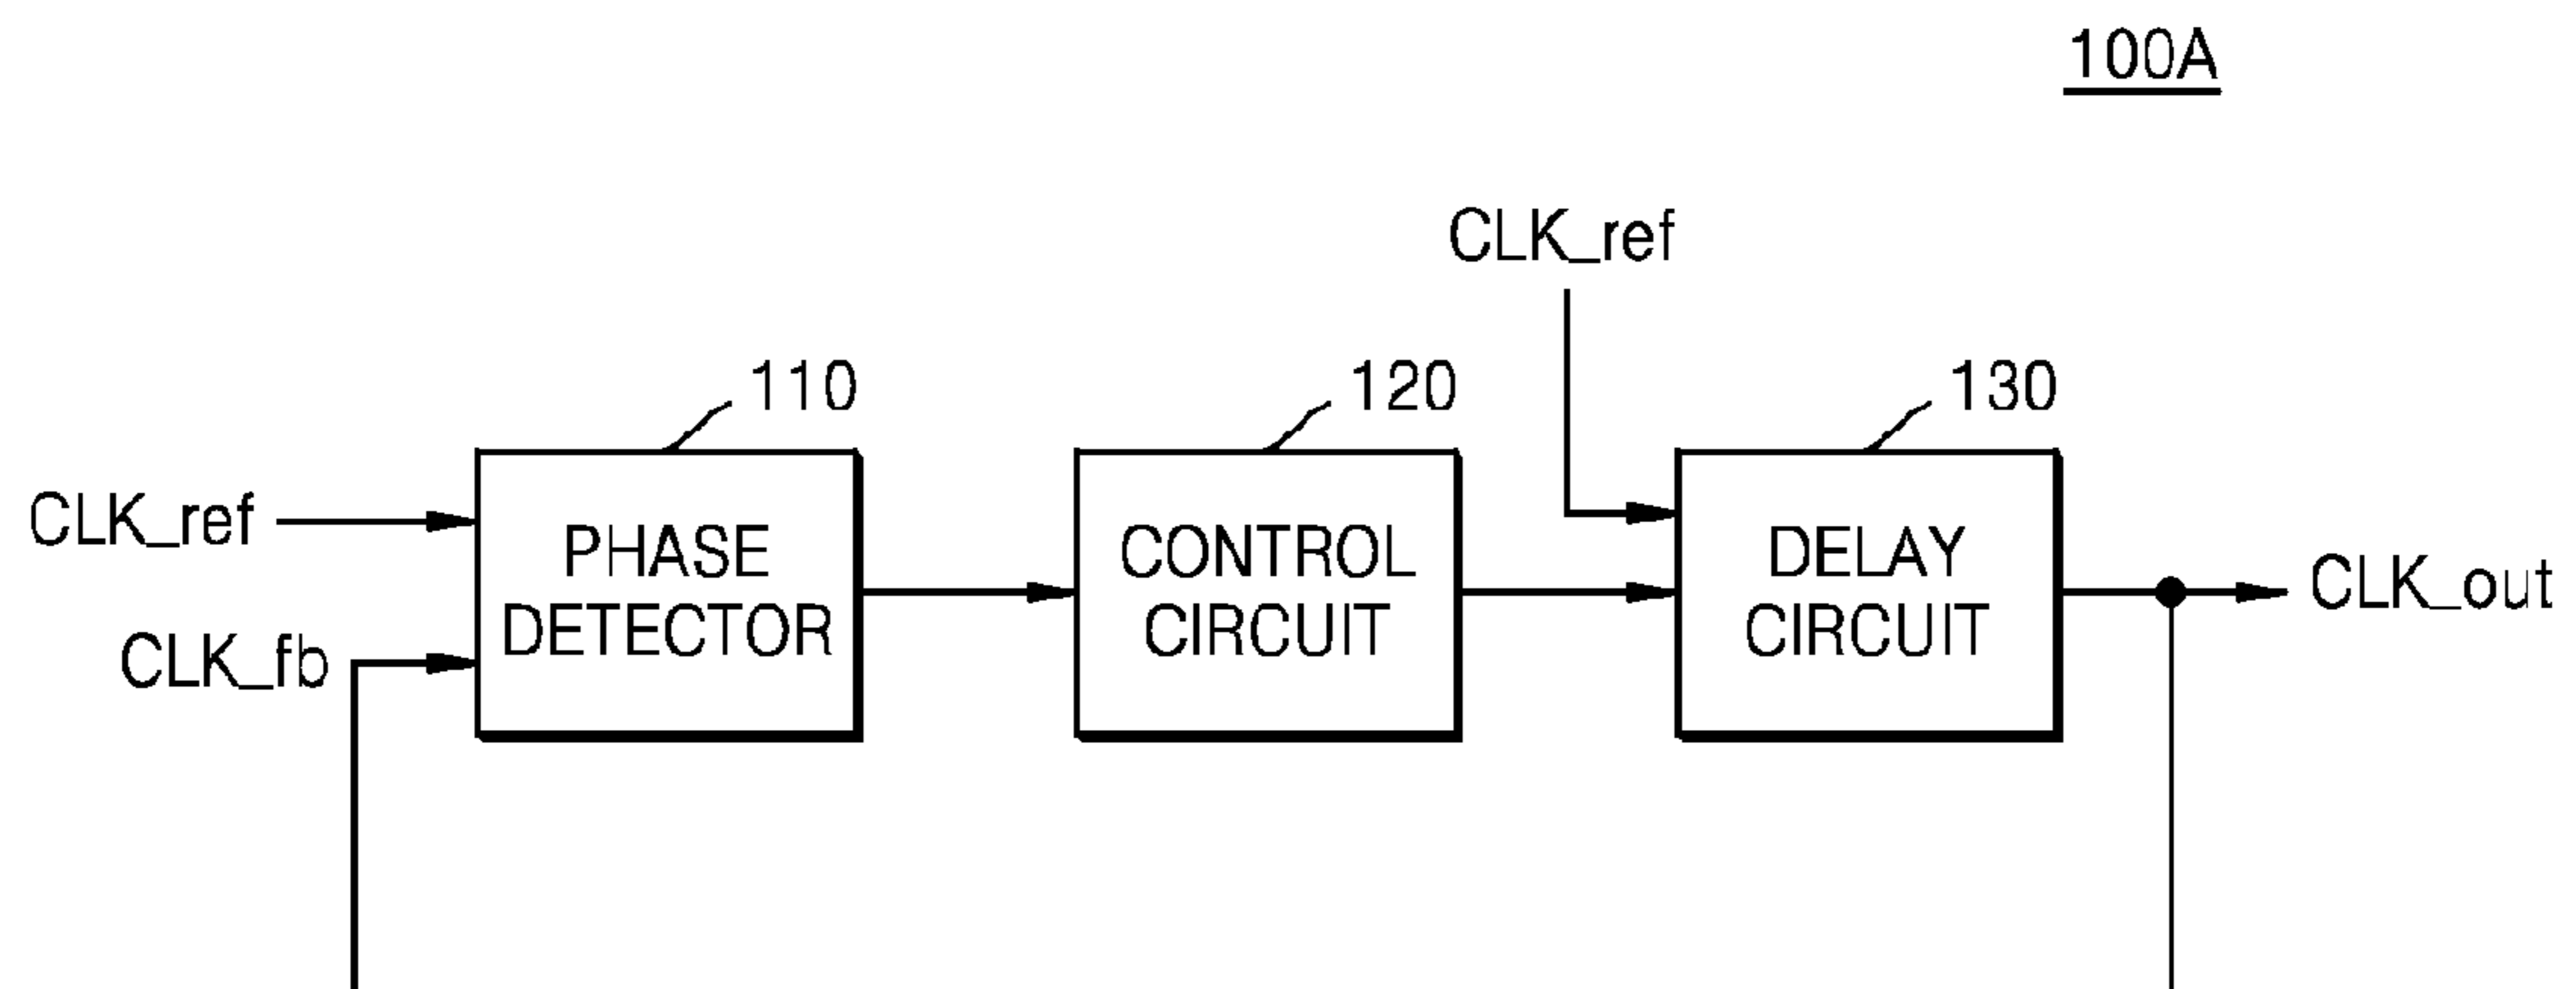 100A
CLK_ref
110
120
130
CLK_ref
CLK_fb
PHASE
DETECTOR
CONTROL
CIRCUIT
DELAY
CIRCUIT
CLK_out